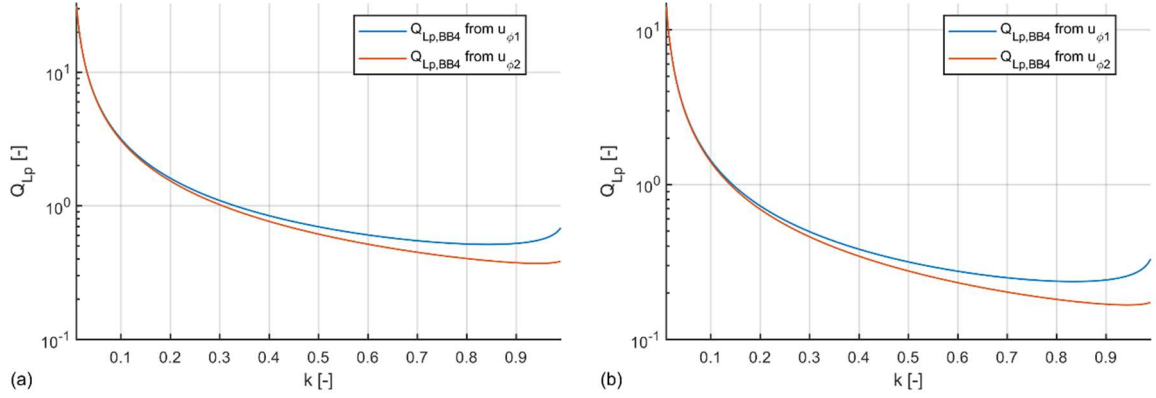 Q_Lp,BB4 from u_ϕ1
Q_Lp,BB4 from u_ϕ2
10^1
10^0
10^-1
Q_Lp [-]
0.1 0.2 0.3 0.4 0.5 0.6 0.7 0.8 0.9
k [-]
(a)
Q_Lp,BB4 from u_ϕ1
Q_Lp,BB4 from u_ϕ2
10^1
10^0
10^-1
Q_Lp [-]
0.1 0.2 0.3 0.4 0.5 0.6 0.7 0.8 0.9
k [-]
(b)